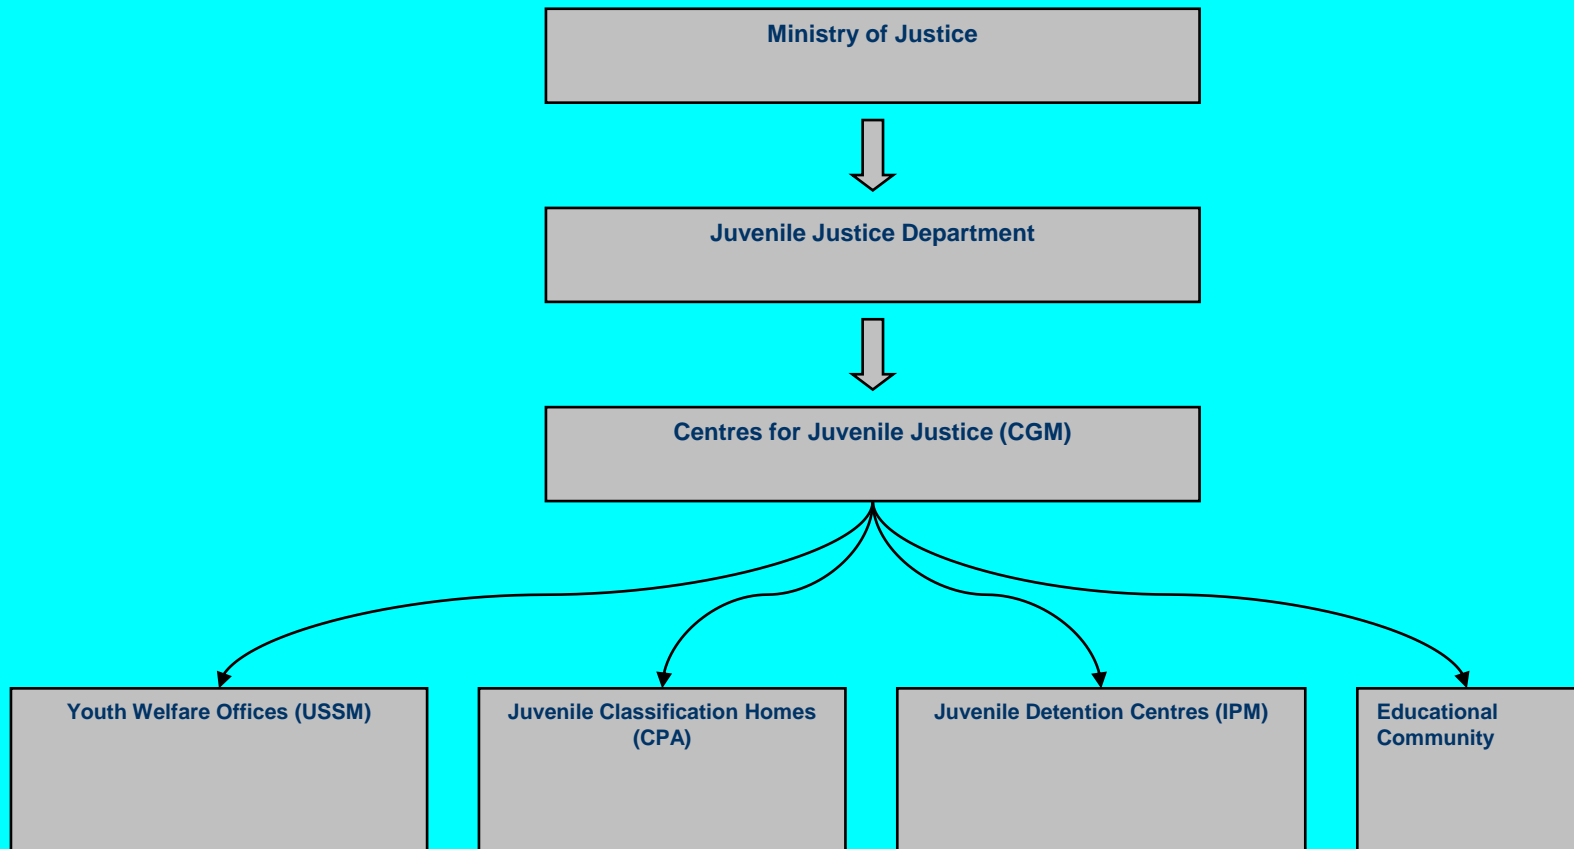 Ministry of Justice
Juvenile Justice Department
Centres for Juvenile Justice (CGM)
Youth Welfare Offices (USSM)
Juvenile Classification Homes
(CPA)
Juvenile Detention Centres (IPM)
Educational
Community